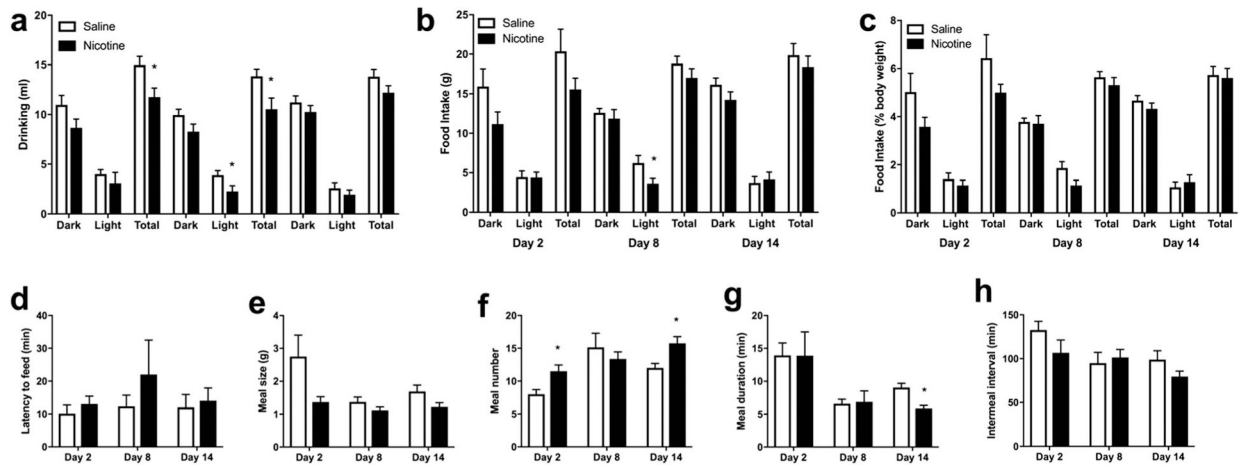 a
Saline
Nicotine
Drinking (ml)
15
10
5
0
* * *
Dark Light Total Dark Light Total Dark Light Total
b
Saline
Nicotine
Food Intake (g)
25
20
15
10
5
0
*
Dark Light Total Dark Light Total Dark Light Total
Day 2 Day 8 Day 14
c
Saline
Nicotine
Food Intake (% body weight)
8
6
4
2
0
Dark Light Total Dark Light Total Dark Light Total
Day 2 Day 8 Day 14
d
Latency to feed (min)
40
30
20
10
0
Day 2 Day 8 Day 14
e
Meal size (g)
4
3
2
1
0
Day 2 Day 8 Day 14
f
Meal number
20
15
10
5
0
* *
Day 2 Day 8 Day 14
g
Meal duration (min)
20
15
10
5
0
*
Day 2 Day 8 Day 14
h
Intermeal interval (min)
150
100
50
0
Day 2 Day 8 Day 14